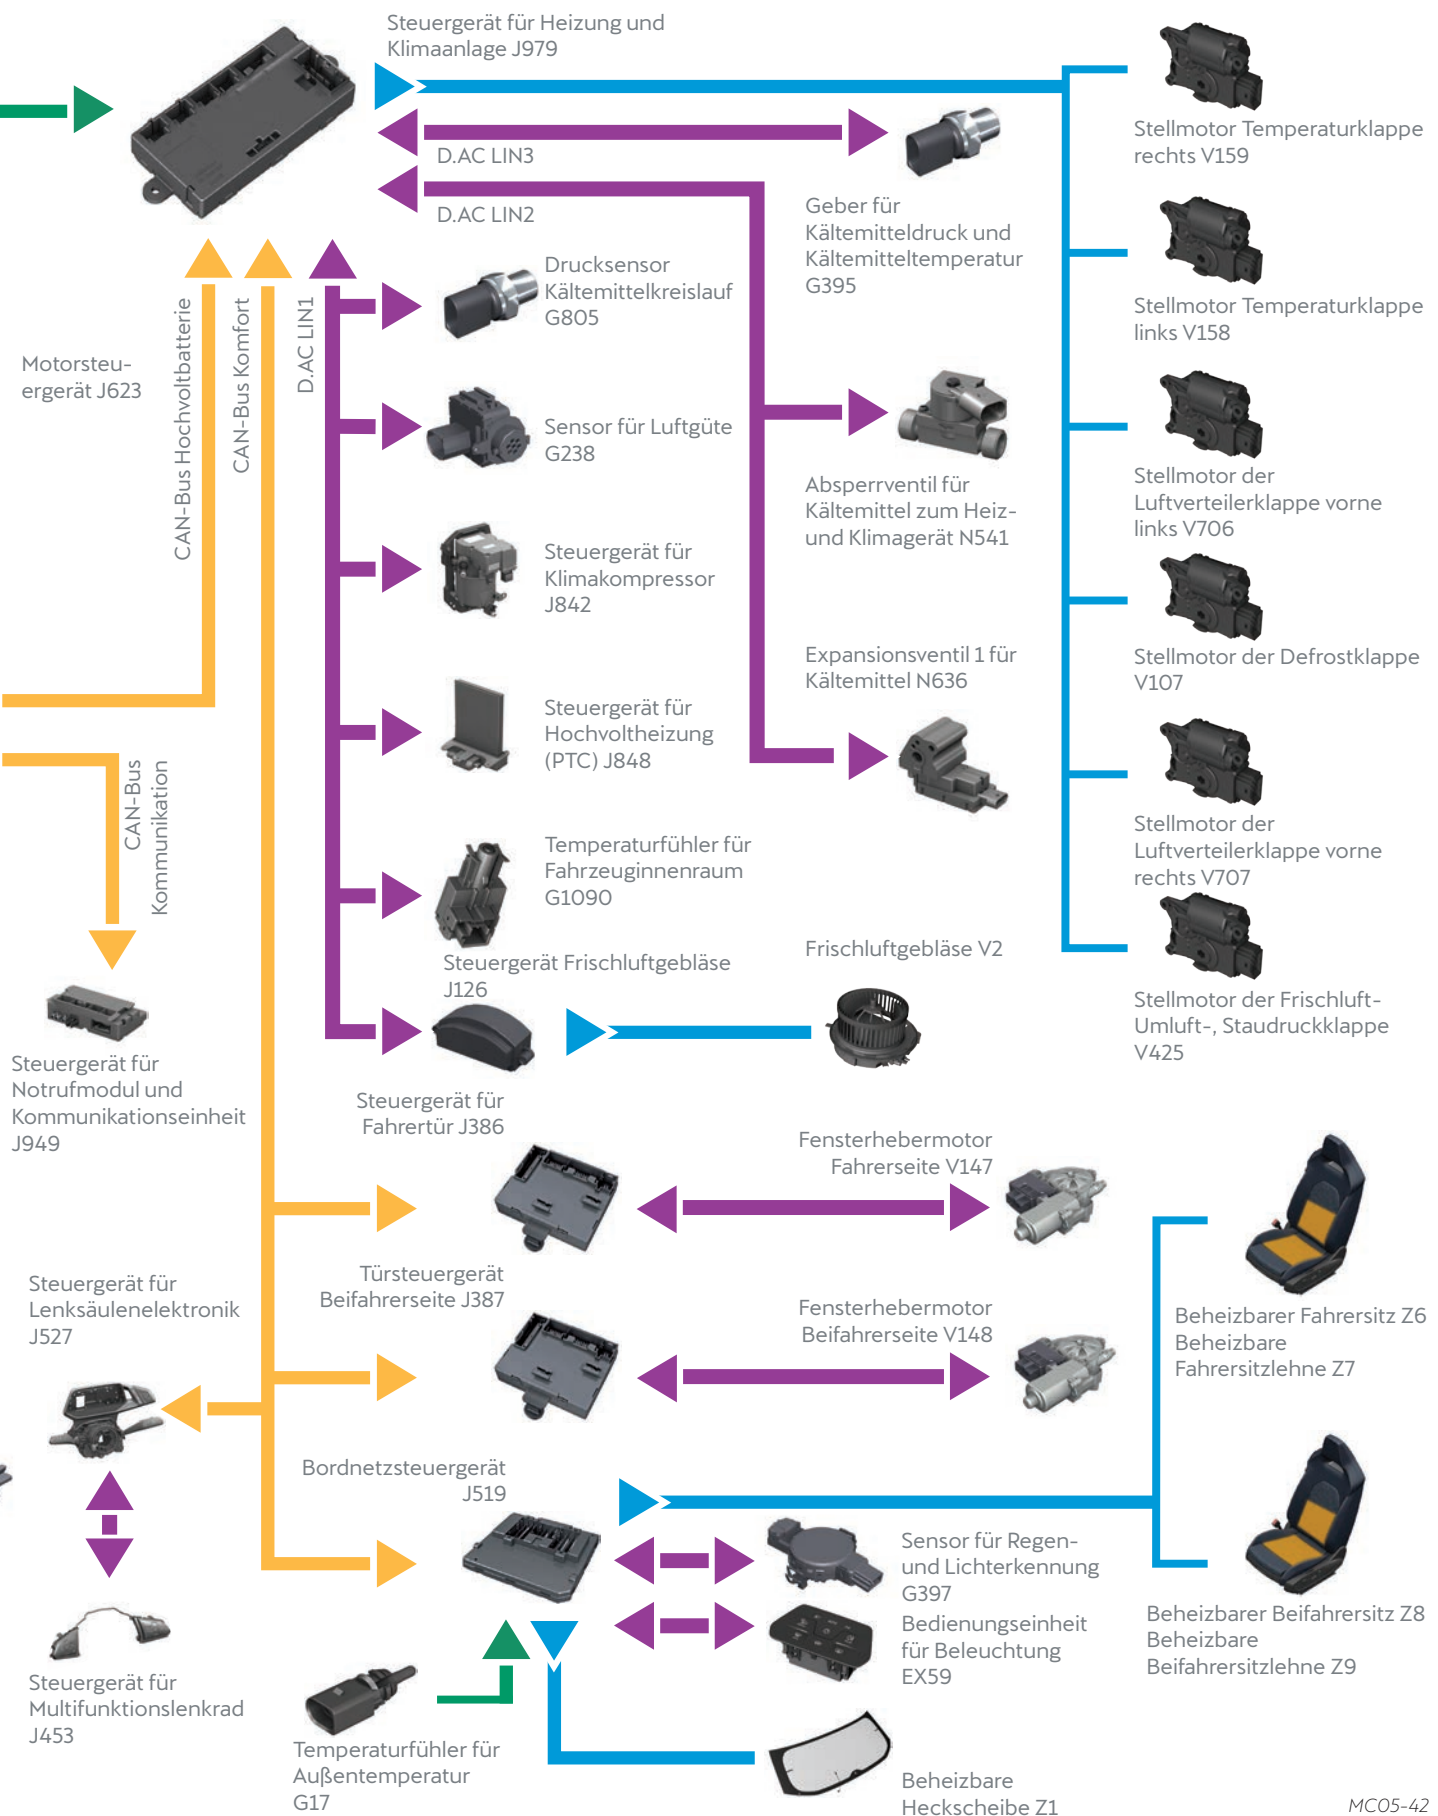 Steuergerät für Heizung und
Klimaanlage J979
D.AC LIN3
D.AC LIN2
Geber für
Kältemitteldruck und
Kältemitteltemperatur
G395
Stellmotor Temperaturklappe
rechts V159
Stellmotor Temperaturklappe
links V158
Drucksensor
Kältemittelkreislauf
G805
Motorsteu-
ergerät J623
CAN-Bus Hochvoltbatterie
CAN-Bus Komfort
D.AC LIN1
Sensor für Luftgüte
G238
Absperrventil für
Kältemittel zum Heiz-
und Klimagerät N541
Stellmotor der
Luftverteilerklappe vorne
links V706
Steuergerät für
Klimakompressor
J842
Expansionsventil 1 für
Kältemittel N636
Stellmotor der Defrostklappe
V107
Steuergerät für
Hochvoltheizung
(PTC) J848
CAN-Bus
Kommunikation
Stellmotor der
Luftverteilerklappe vorne
rechts V707
Temperaturfühler für
Fahrzeuginnenraum
G1090
Steuergerät Frischluftgebläse
J126
Frischluftgebläse V2
Stellmotor der Frischluft-
Umluft-, Staudruckklappe
V425
Steuergerät für
Notrufmodul und
Kommunikationseinheit
J949
Steuergerät für
Fahrertür J386
Fensterhebermotor
Fahrerseite V147
Steuergerät für
Lenksäulenelektronik
J527
Türsteuergerät
Beifahrerseite J387
Fensterhebermotor
Beifahrerseite V148
Beheizbarer Fahrersitz Z6
Beheizbare
Fahrersitzlehne Z7
Bordnetzsteuergerät
J519
Sensor für Regen-
und Lichterkennung
G397
Bedienungseinheit
für Beleuchtung
EX59
Beheizbarer Beifahrersitz Z8
Beheizbare
Beifahrersitzlehne Z9
Steuergerät für
Multifunktionslenkrad
J453
Temperaturfühler für
Außentemperatur
G17
Beheizbare
Heckscheibe Z1
MC05-42